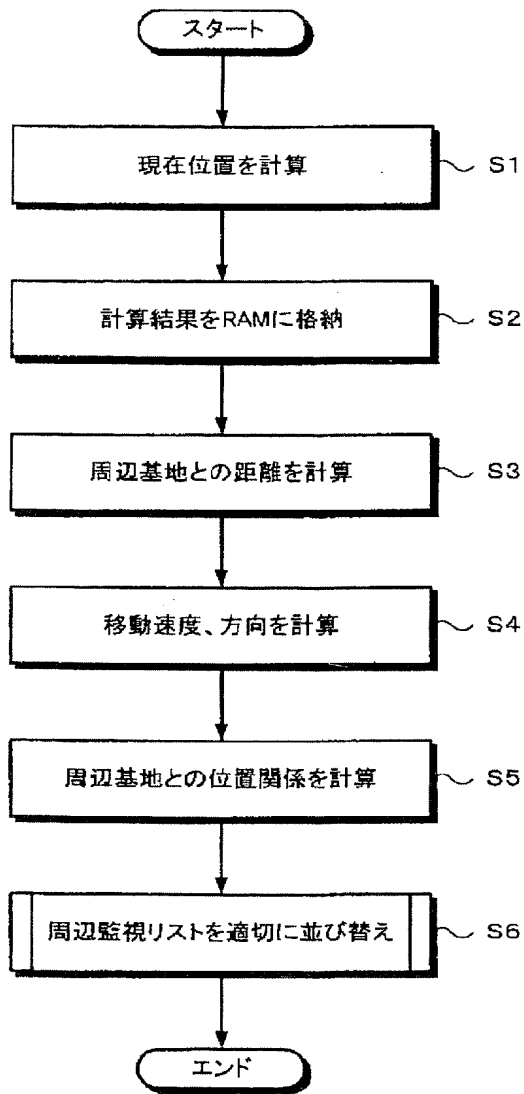 スタート
現在位置を計算
S1
計算結果をRAMに格納
S2
周辺基地との距離を計算
S3
移動速度、方向を計算
S4
周辺基地との位置関係を計算
S5
周辺監視リストを適切に並び替え
S6
エンド